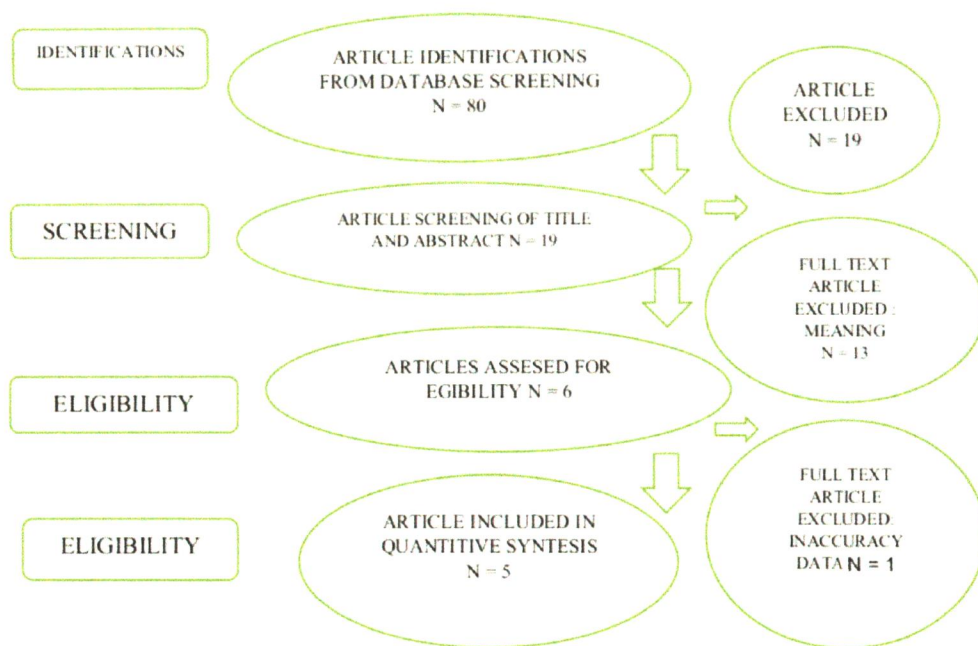 IDENTIFICATIONS
ARTICLE IDENTIFICATIONS
FROM DATABASE SCREENING
N = 80
ARTICLE
EXCLUDED
N = 19
SCREENING
ARTICLE SCREENING OF TITLE
AND ABSTRACT N = 19
FULL TEXT
ARTICLE
EXCLUDED :
MEANING
N = 13
ELIGIBILITY
ARTICLES ASSESED FOR
EGIBILITY N = 6
FULL TEXT
ARTICLE
EXCLUDED:
INACCURACY
DATA N = 1
ELIGIBILITY
ARTICLE INCLUDED IN
QUANTITIVE SYNTESIS
N = 5